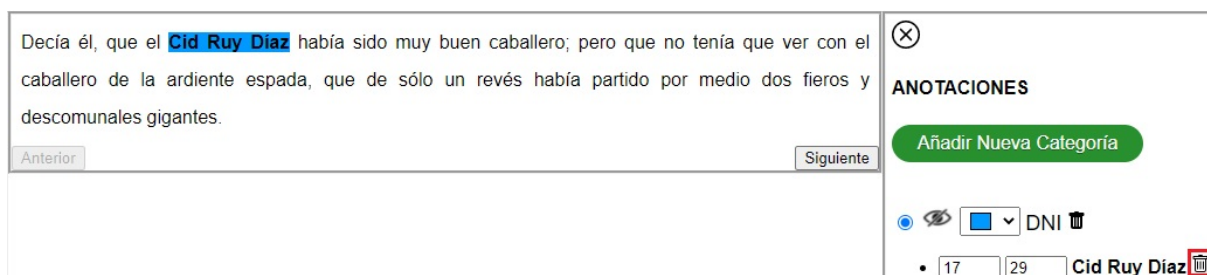 Decía él, que el Cid Ruy Díaz había sido muy buen caballero; pero que no tenía que ver con el
caballero de la ardiente espada, que de sólo un revés había partido por medio dos fieros y
descomunales gigantes.
Anterior
Siguiente
ANOTACIONES
Añadir Nueva Categoría
DNI
17 29 Cid Ruy Díaz